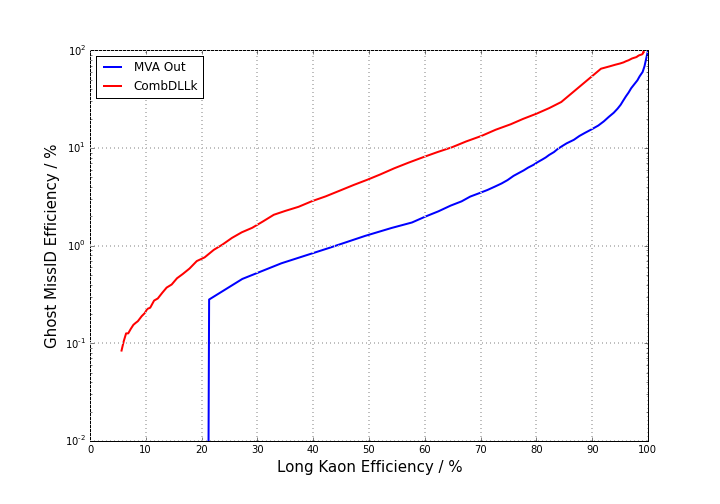 MVA Out
CombDLLk
Ghost MissID Efficiency / %
10²
10¹
10⁰
10⁻¹
10⁻²
0 10 20 30 40 50 60 70 80 90 100
Long Kaon Efficiency / %